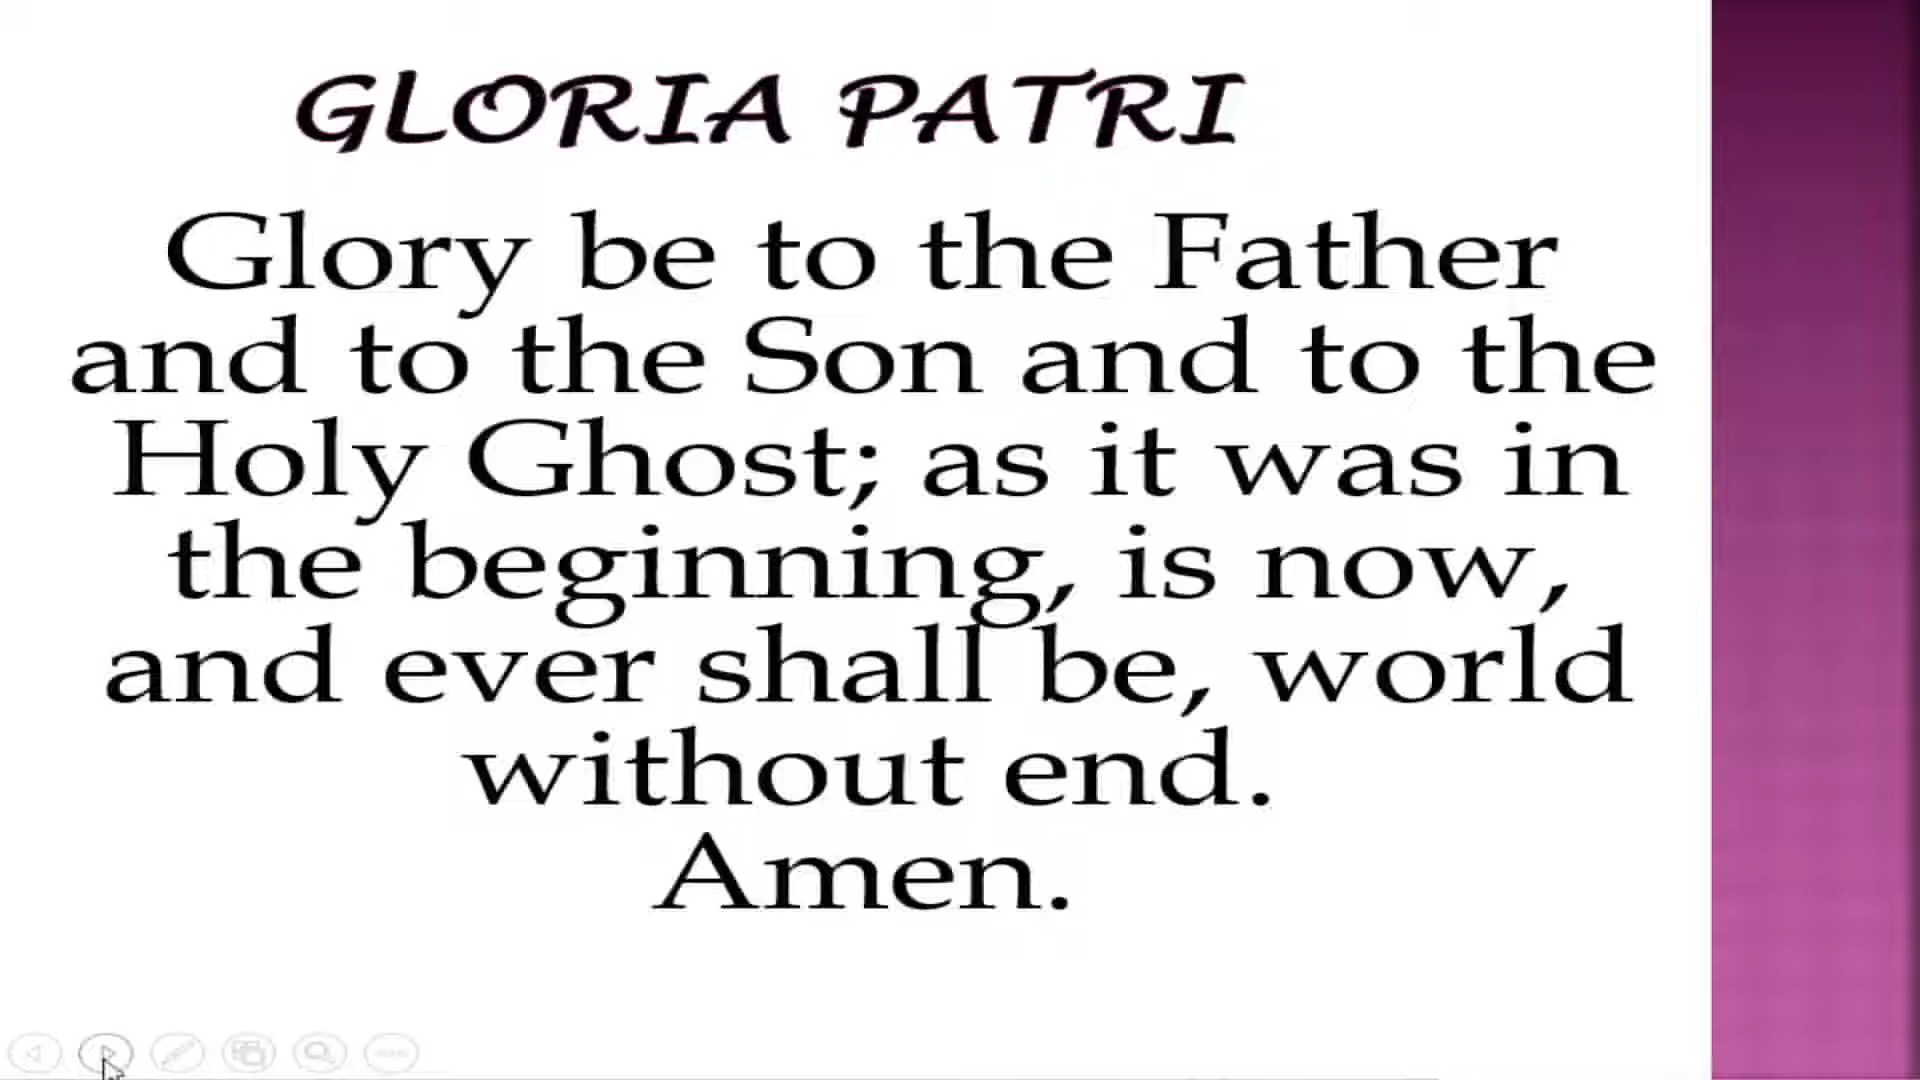 GLORIA PATRI
Glory be to the Father
and to the Son and to the
Holy Ghost; as it was in
the beginning, is now,
and ever shall be, world
without end.
Amen.